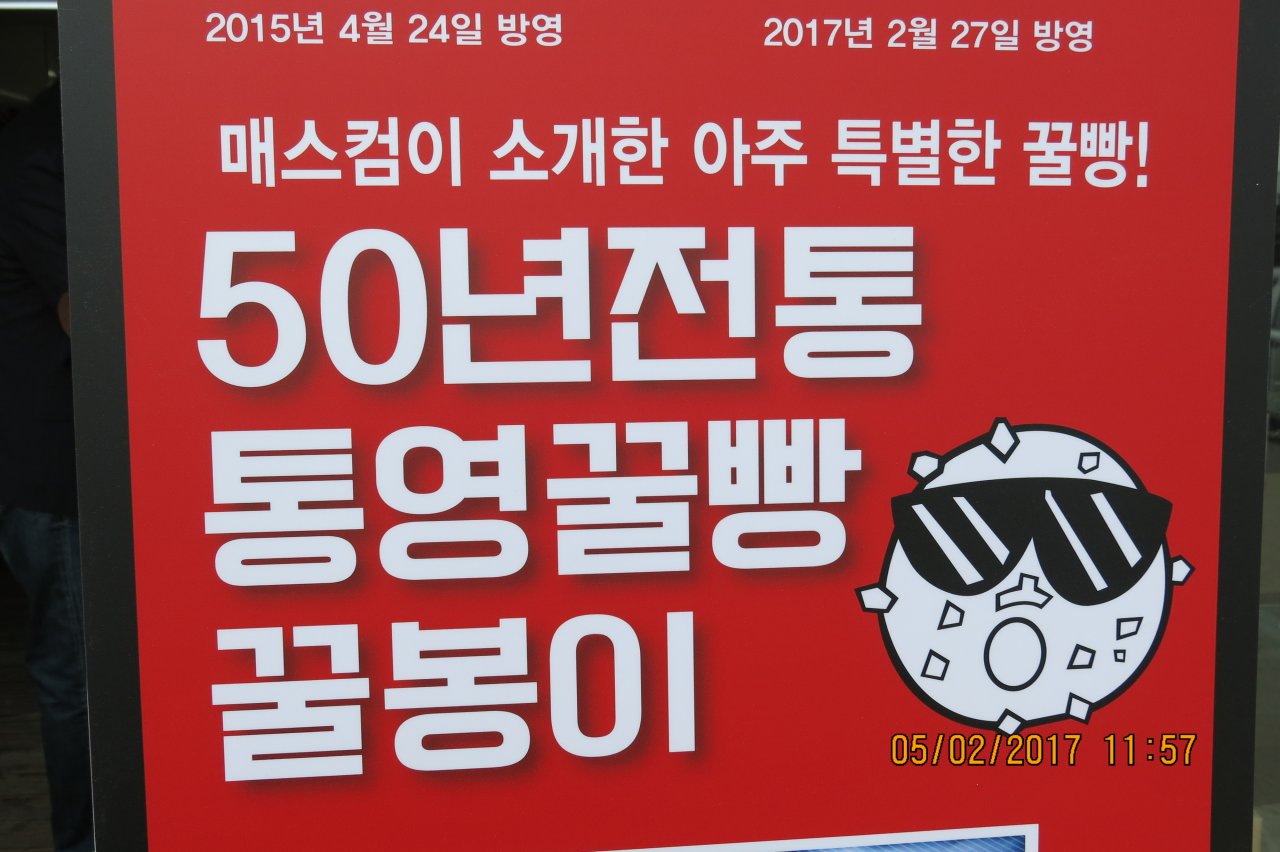 2015년 4월 24일 방영 2017년 2월 27일 방영
매스컴이 소개한 아주 특별한 꿀빵!
50년전통
통영꿀빵
꿀봉이
05/02/2017 11:57